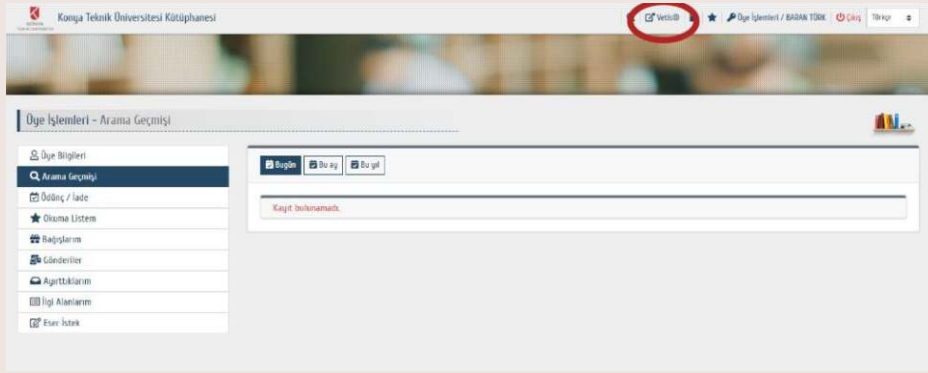 Konya Teknik Üniversitesi Kütüphanesi
VetisBD
Üye İşlemleri / BARAN TÜRK
Çıkış
Türkçe
Üye İşlemleri - Arama Geçmişi
Üye Bilgileri
Arama Geçmişi
Ödünç / İade
Okuma Listem
Bağışlarım
Gönderiler
Ayırttıklarım
İlgi Alanlarım
Eser İstek
Bugün
Bu ay
Bu yıl
Kayıt bulunamadı.